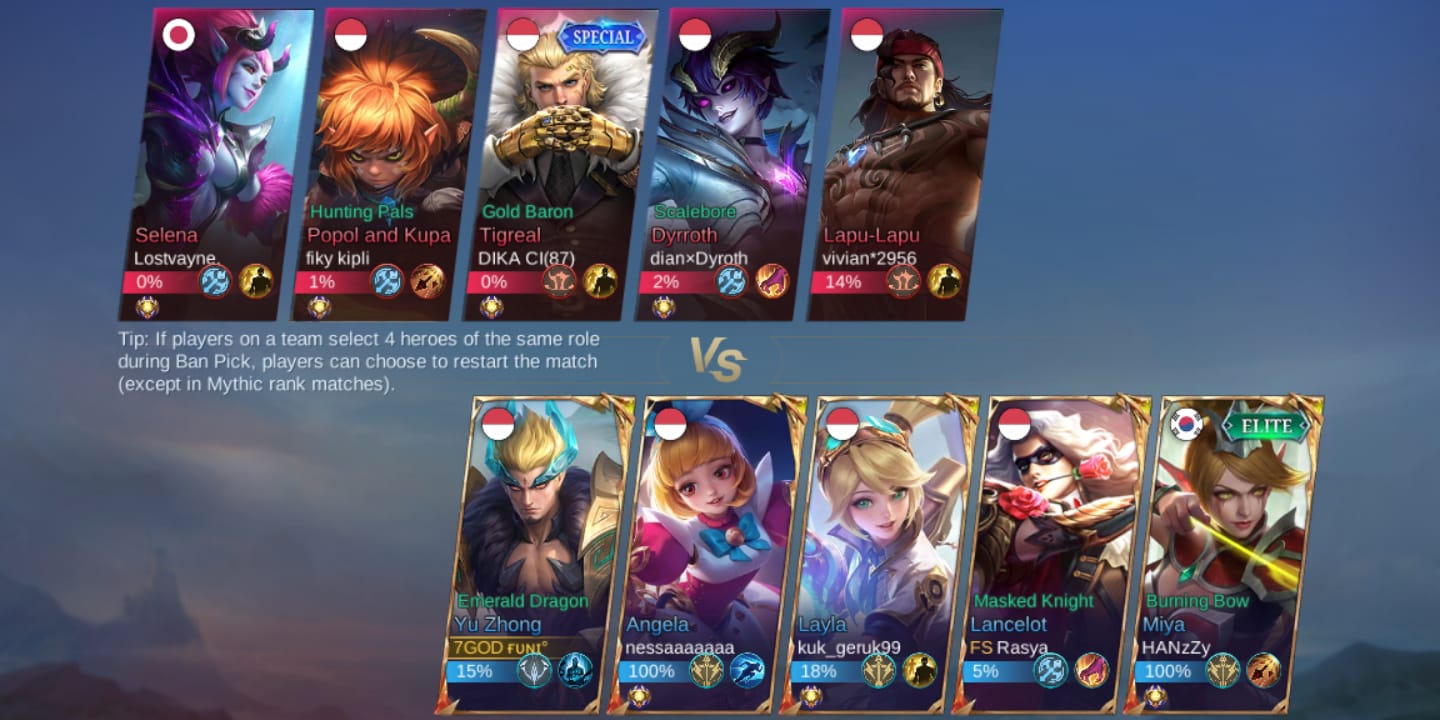 SPECIAL
Selena
Lostvayne
0%
Hunting Pals
Popol and Kupa
fiky kipli
1%
Gold Baron
Tigreal
DIKA CI(87)
0%
Scalebore
Dyrroth
dian×Dyroth
2%
Lapu-Lapu
vivian*2956
14%
Tip: If players on a team select 4 heroes of the same role
during Ban Pick, players can choose to restart the match
(except in Mythic rank matches).
VS
Emerald Dragon
Yu Zhong
7GOD ꜰᴜɴɪ°
15%
Angela
nessaaaaaaa
100%
Layla
kuk_geruk99
18%
Masked Knight
Lancelot
FS Rasya
5%
ELITE
Burning Bow
Miya
HANzZy
100%